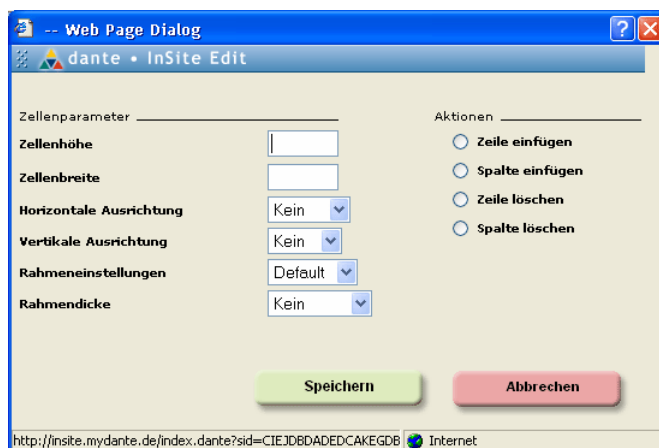 -- Web Page Dialog
dante • InSite Edit
Zellenparameter
Zellenhöhe
Zellenbreite
Horizontale Ausrichtung Kein
Vertikale Ausrichtung Kein
Rahmeneinstellungen Default
Rahmendicke Kein
Aktionen
Zeile einfügen
Spalte einfügen
Zeile löschen
Spalte löschen
Speichern Abbrechen
http://insite.mydante.de/index.dante?sid=CIEJDBDADEDCAKEGDB Internet